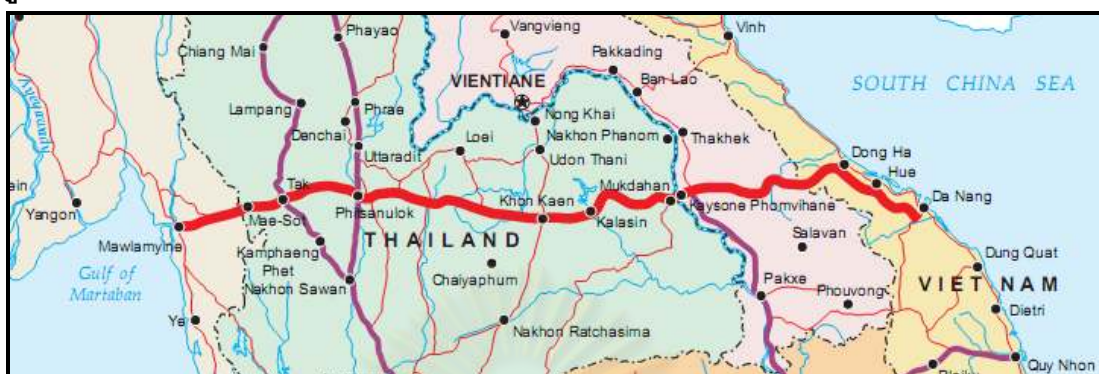 Vangvieng
Phayao
Vinh
Chiang Mai
Pakkading
Ban Lao
VIENTIANE
SOUTH CHINA SEA
Lampang
Phrae
Nong Khai
Denchai
Loei
Nakhon Phanom
Thakhek
Uttaradit
Udon Thani
Dong Ha
Hue
Tak
Mukdahan
Khon Kaen
Kaysone Phomvihane
Da Nang
Yangon
Mae-Sot
Phitsanulok
Kalasin
Mawlamyine
Kamphaeng
Phet
THAILAND
Salavan
Dung Quat
Gulf of
Martaban
Nakhon Sawan
Chaiyaphum
Pakxe
Phouvong
VIET NAM
Dietri
Ye
Nakhon Ratchasima
Quy Nhon